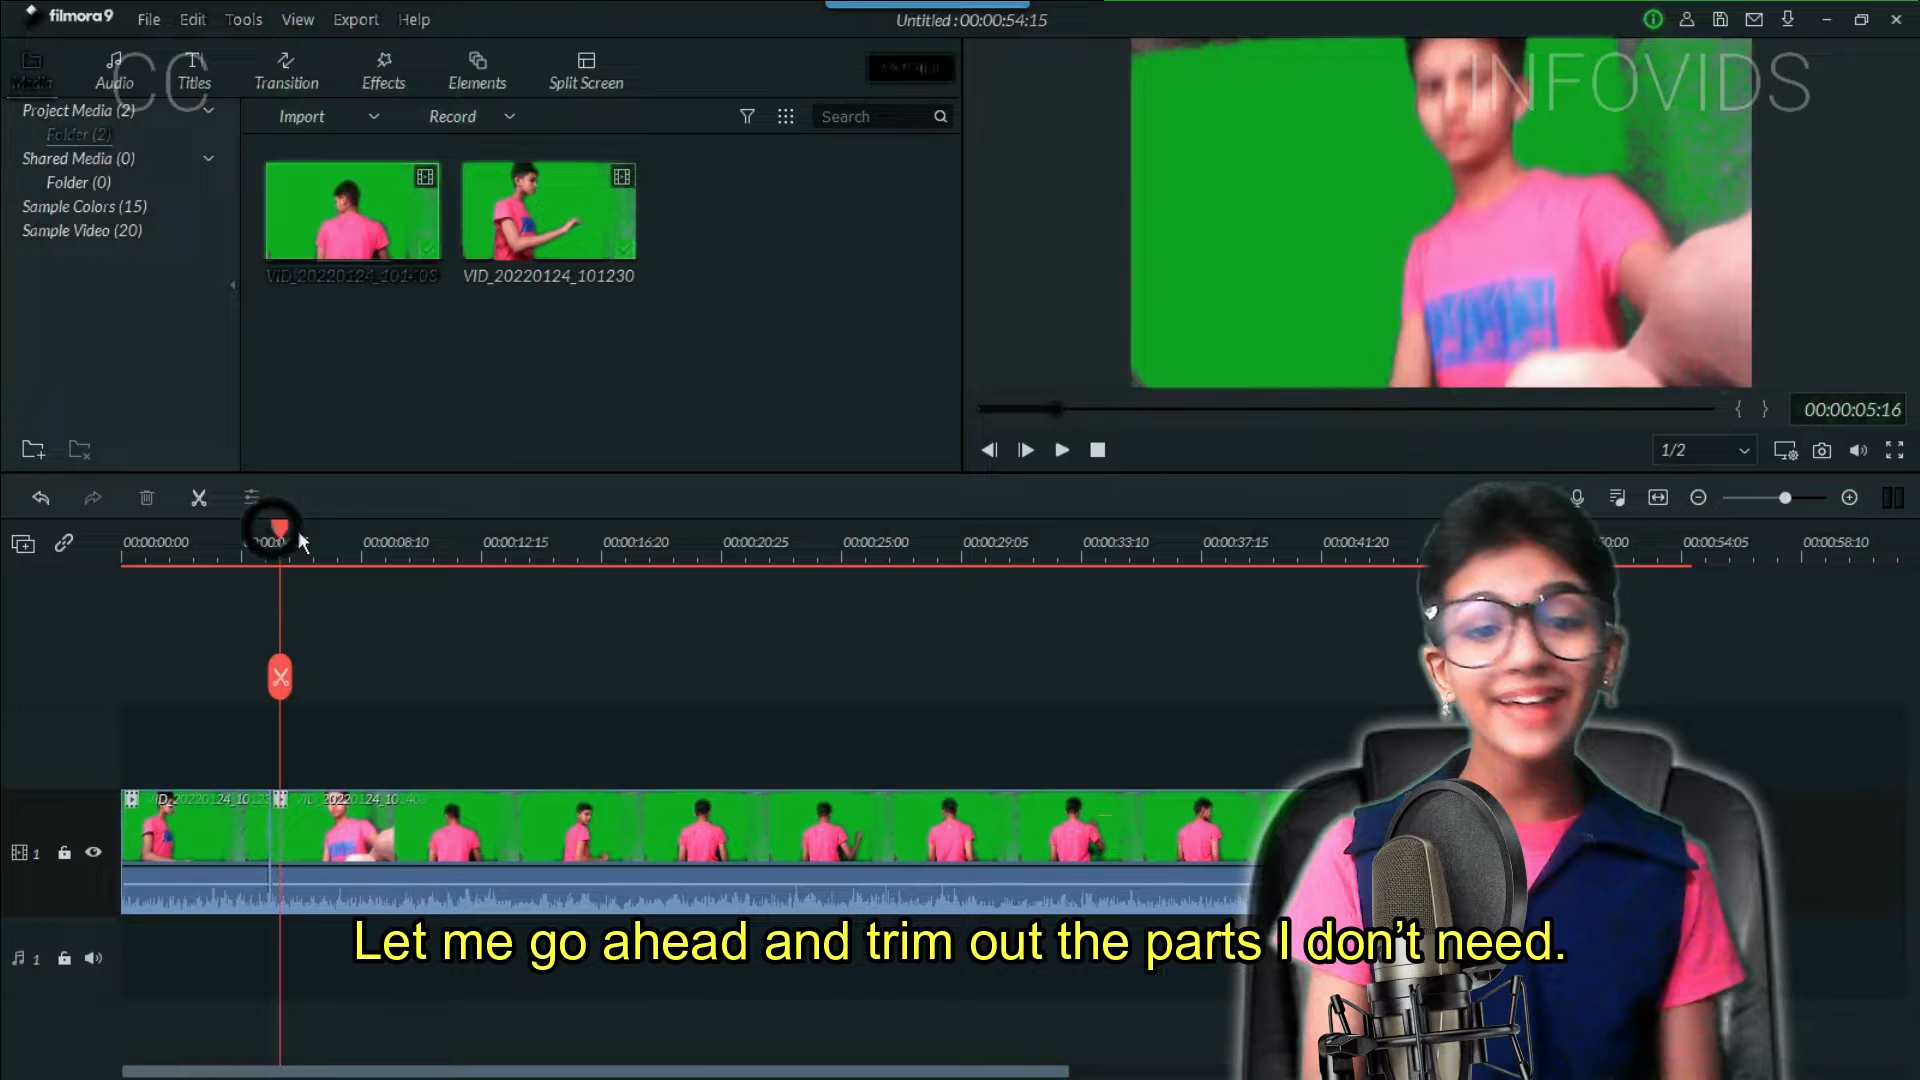 filmora9 File Edit Tools View Export Help Untitled : 00:00:54:15
Media Audio Titles Transition Effects Elements Split Screen
CC
INFOVIDS
Project Media (2)
Folder (2)
Shared Media (0)
Folder (0)
Sample Colors (15)
Sample Video (20)
Import Record Search
VID_20220124_101408 VID_20220124_101230
00:00:05:16
1/2
00:00:00:00 00:00:08:10 00:00:12:15 00:00:16:20 00:00:20:25 00:00:25:00 00:00:29:05 00:00:33:10 00:00:37:15 00:00:41:20 50:00 00:00:54:05 00:00:58:10
1
1
Let me go ahead and trim out the parts I don’t need.